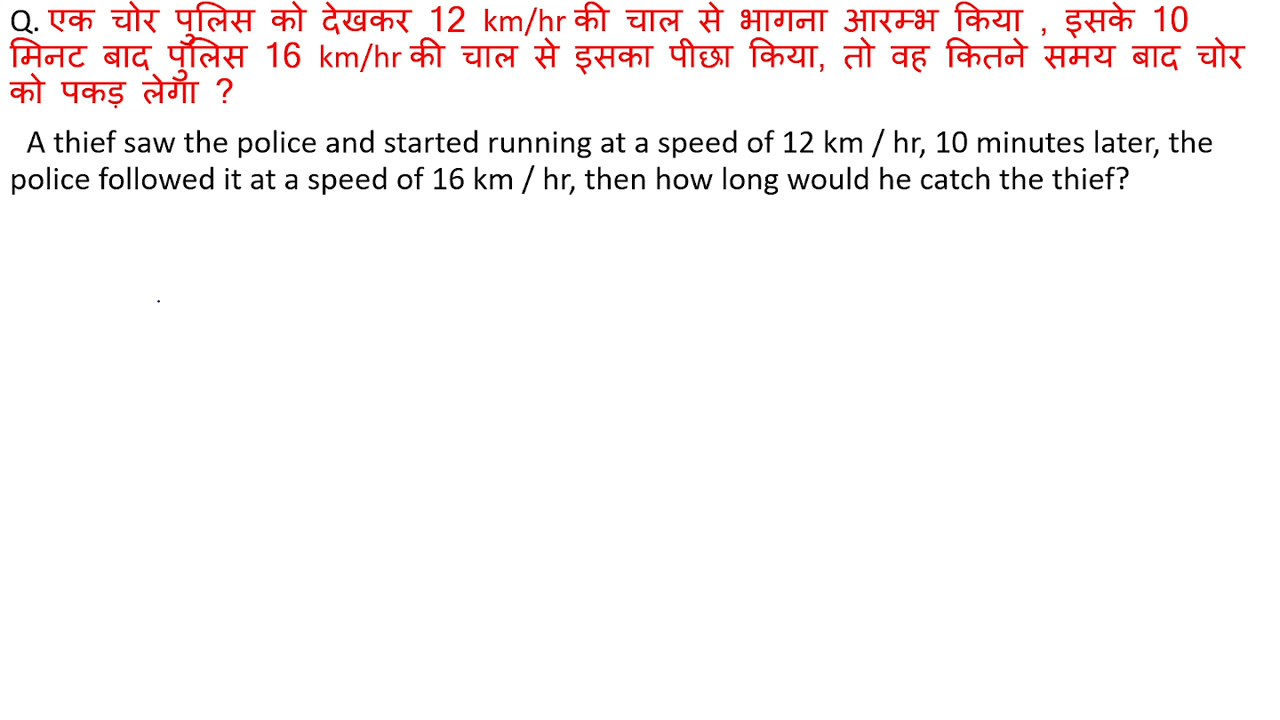 Q. एक चोर पुलिस को देखकर 12 km/hr की चाल से भागना आरम्भ किया , इसके 10
मिनट बाद पुलिस 16 km/hr की चाल से इसका पीछा किया, तो वह कितने समय बाद चोर
को पकड़ लेगा ?
A thief saw the police and started running at a speed of 12 km / hr, 10 minutes later, the
police followed it at a speed of 16 km / hr, then how long would he catch the thief?